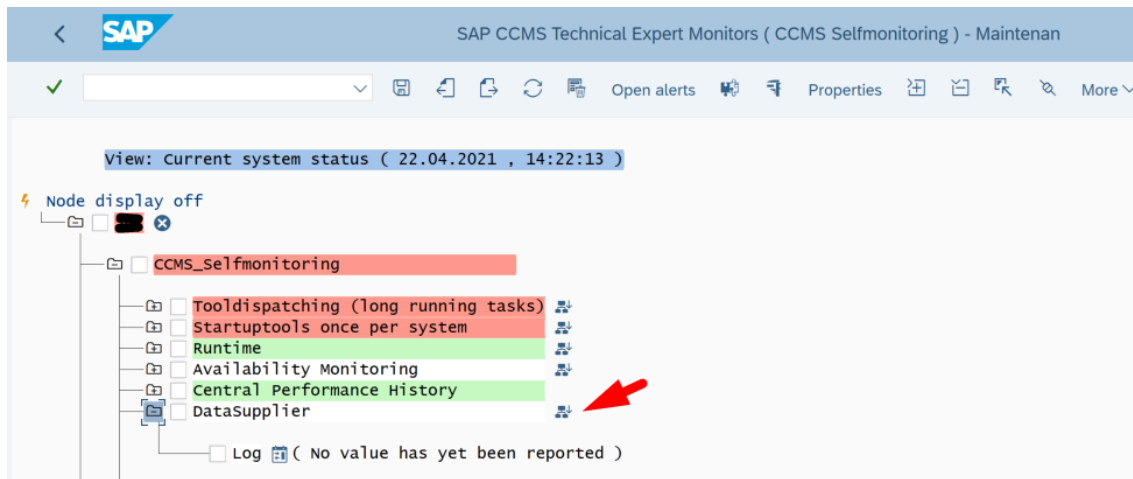 SAP
SAP CCMS Technical Expert Monitors ( CCMS Selfmonitoring ) - Maintenan
Open alerts Properties More
View: Current system status ( 22.04.2021 , 14:22:13 )
Node display off
CCMS_Selfmonitoring
Tooldispatching (long running tasks)
Startuptools once per system
Runtime
Availability Monitoring
Central Performance History
DataSupplier
Log ( No value has yet been reported )